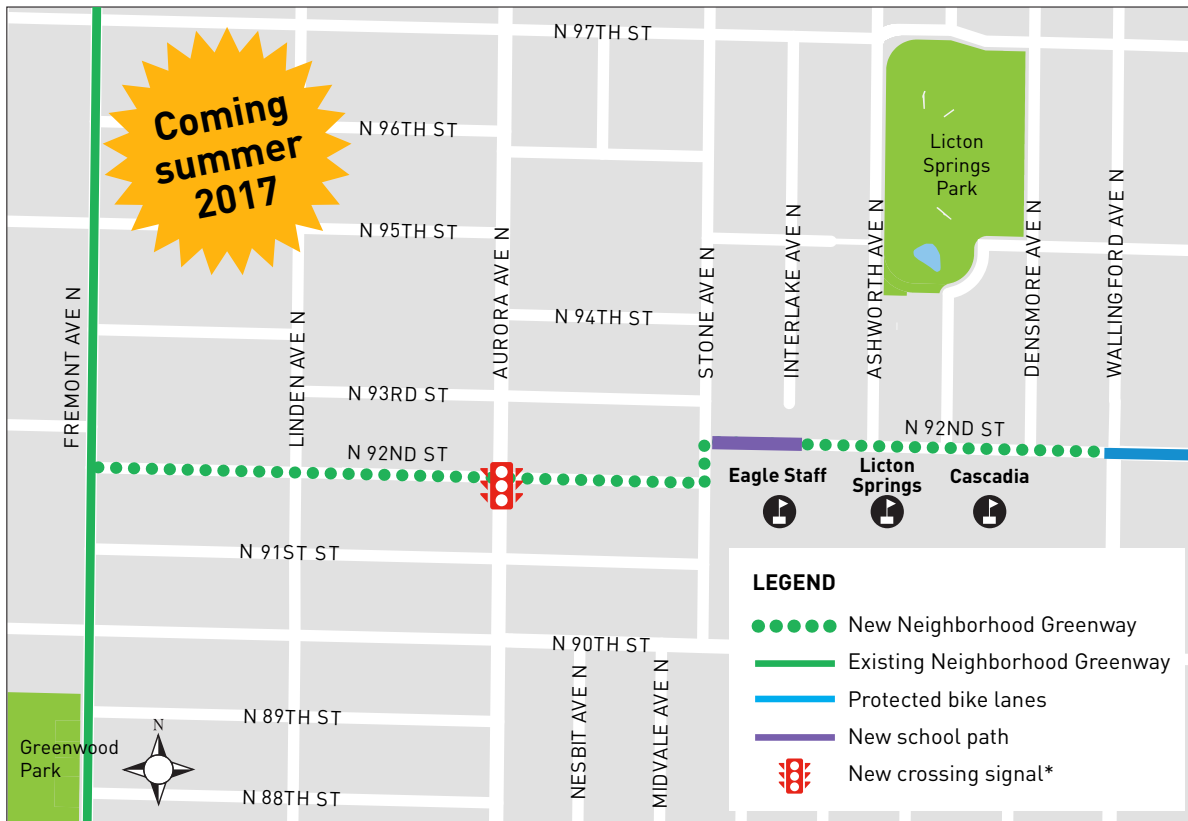 N 97TH ST
Coming
summer
2017
N 96TH ST
Licton
Springs
Park
N 95TH ST
FREMONT AVE N
LINDEN AVE N
AURORA AVE N
STONE AVE N
INTERLAKE AVE N
ASHWORTH AVE N
DENSMORE AVE N
WALLINGFORD AVE N
N 94TH ST
N 93RD ST
N 92ND ST
N 92ND ST
Eagle Staff
Licton
Springs
Cascadia
N 91ST ST
N 90TH ST
NESBIT AVE N
MIDVALE AVE N
N 89TH ST
Greenwood
Park
N
N 88TH ST
LEGEND
New Neighborhood Greenway
Existing Neighborhood Greenway
Protected bike lanes
New school path
New crossing signal*